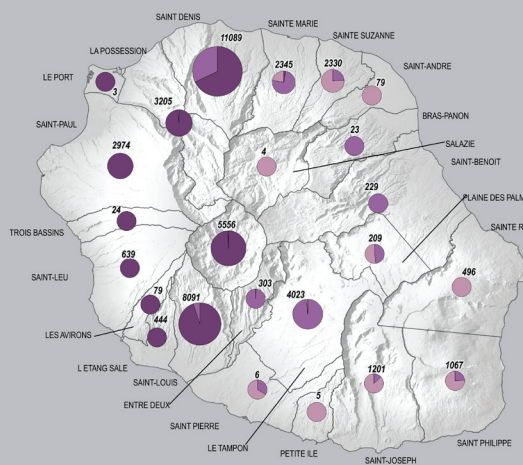 SAINT DENIS
SAINTE MARIE
SAINTE SUZANNE
LA POSSESSION
11089
2345
2330
SAINT-ANDRE
LE PORT
79
3
BRAS-PANON
3205
SAINT-PAUL
23
SALAZIE
2974
4
SAINT-BENOIT
229
PLAINE DES PALM
24
SAINTE R
TROIS BASSINS
5556
209
639
SAINT-LEU
496
303
79
8091
4023
444
LES AVIRONS
L ETANG SALE
1201
1067
SAINT-LOUIS
6
ENTRE DEUX
5
SAINT PIERRE
LE TAMPON
SAINT PHILIPPE
PETITE ILE
SAINT-JOSEPH